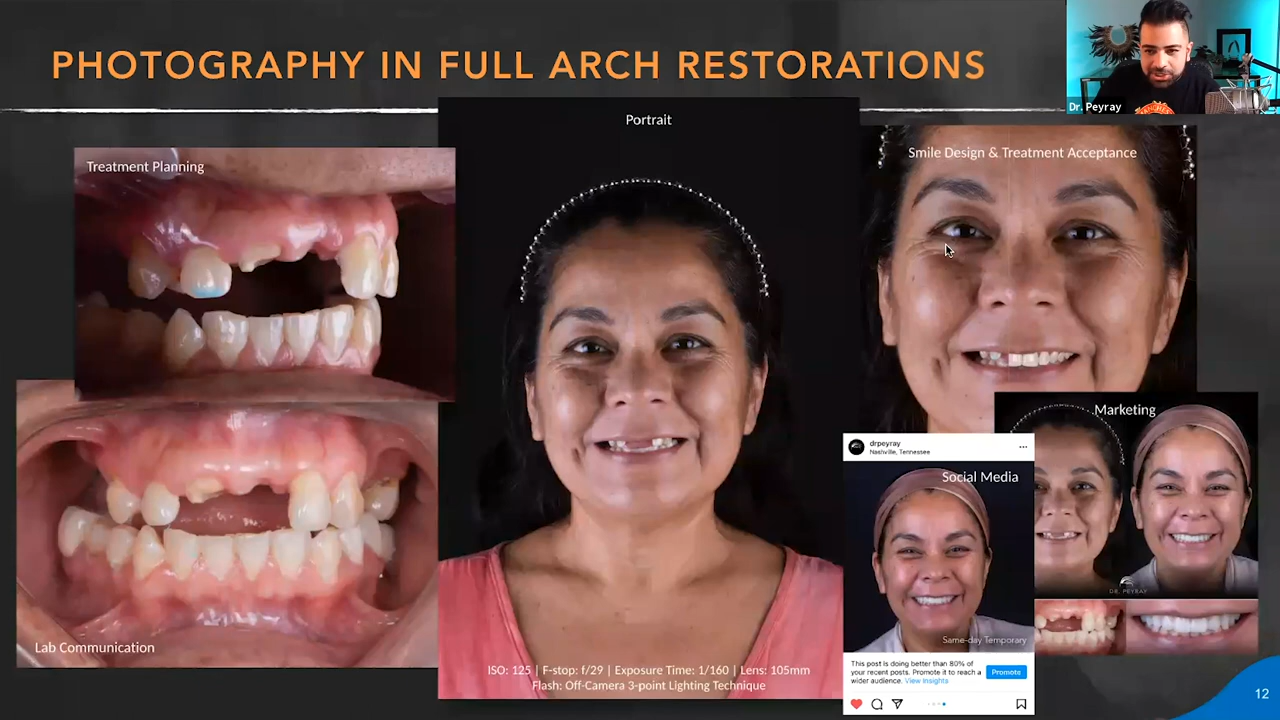 PHOTOGRAPHY IN FULL ARCH RESTORATIONS
Dr. Peyray
Treatment Planning
Portrait
Smile Design & Treatment Acceptance
Marketing
drpeyray
Nashville, Tennessee
Social Media
DR. PEYRAY
Same-day Temporary
Lab Communication
ISO: 125 | F-stop: f/29 | Exposure Time: 1/160 | Lens: 105mm
Flash: Off-Camera 3-point Lighting Technique
This post is doing better than 80% of
your recent posts. Promote it to reach a
wider audience. View Insights
Promote
12